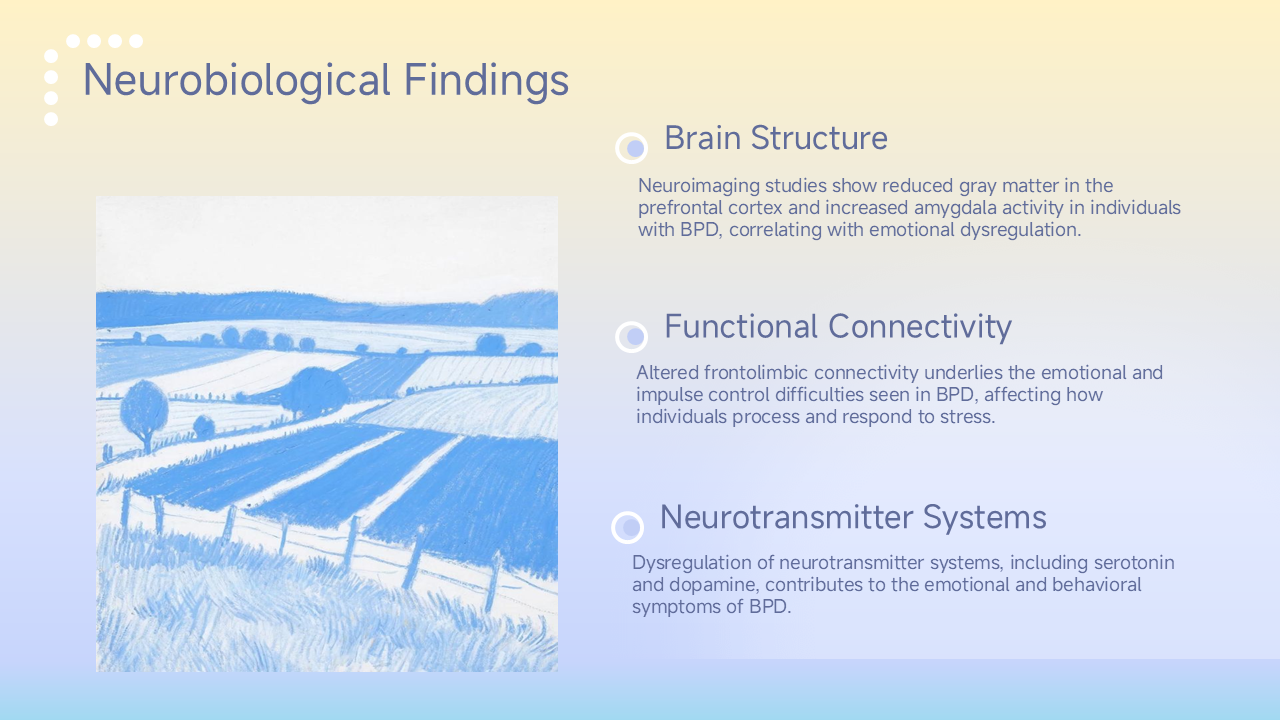 Neurobiological Findings
Brain Structure
Neuroimaging studies show reduced gray matter in the
prefrontal cortex and increased amygdala activity in individuals
with BPD, correlating with emotional dysregulation.
Functional Connectivity
Altered frontolimbic connectivity underlies the emotional and
impulse control difficulties seen in BPD, affecting how
individuals process and respond to stress.
Neurotransmitter Systems
Dysregulation of neurotransmitter systems, including serotonin
and dopamine, contributes to the emotional and behavioral
symptoms of BPD.